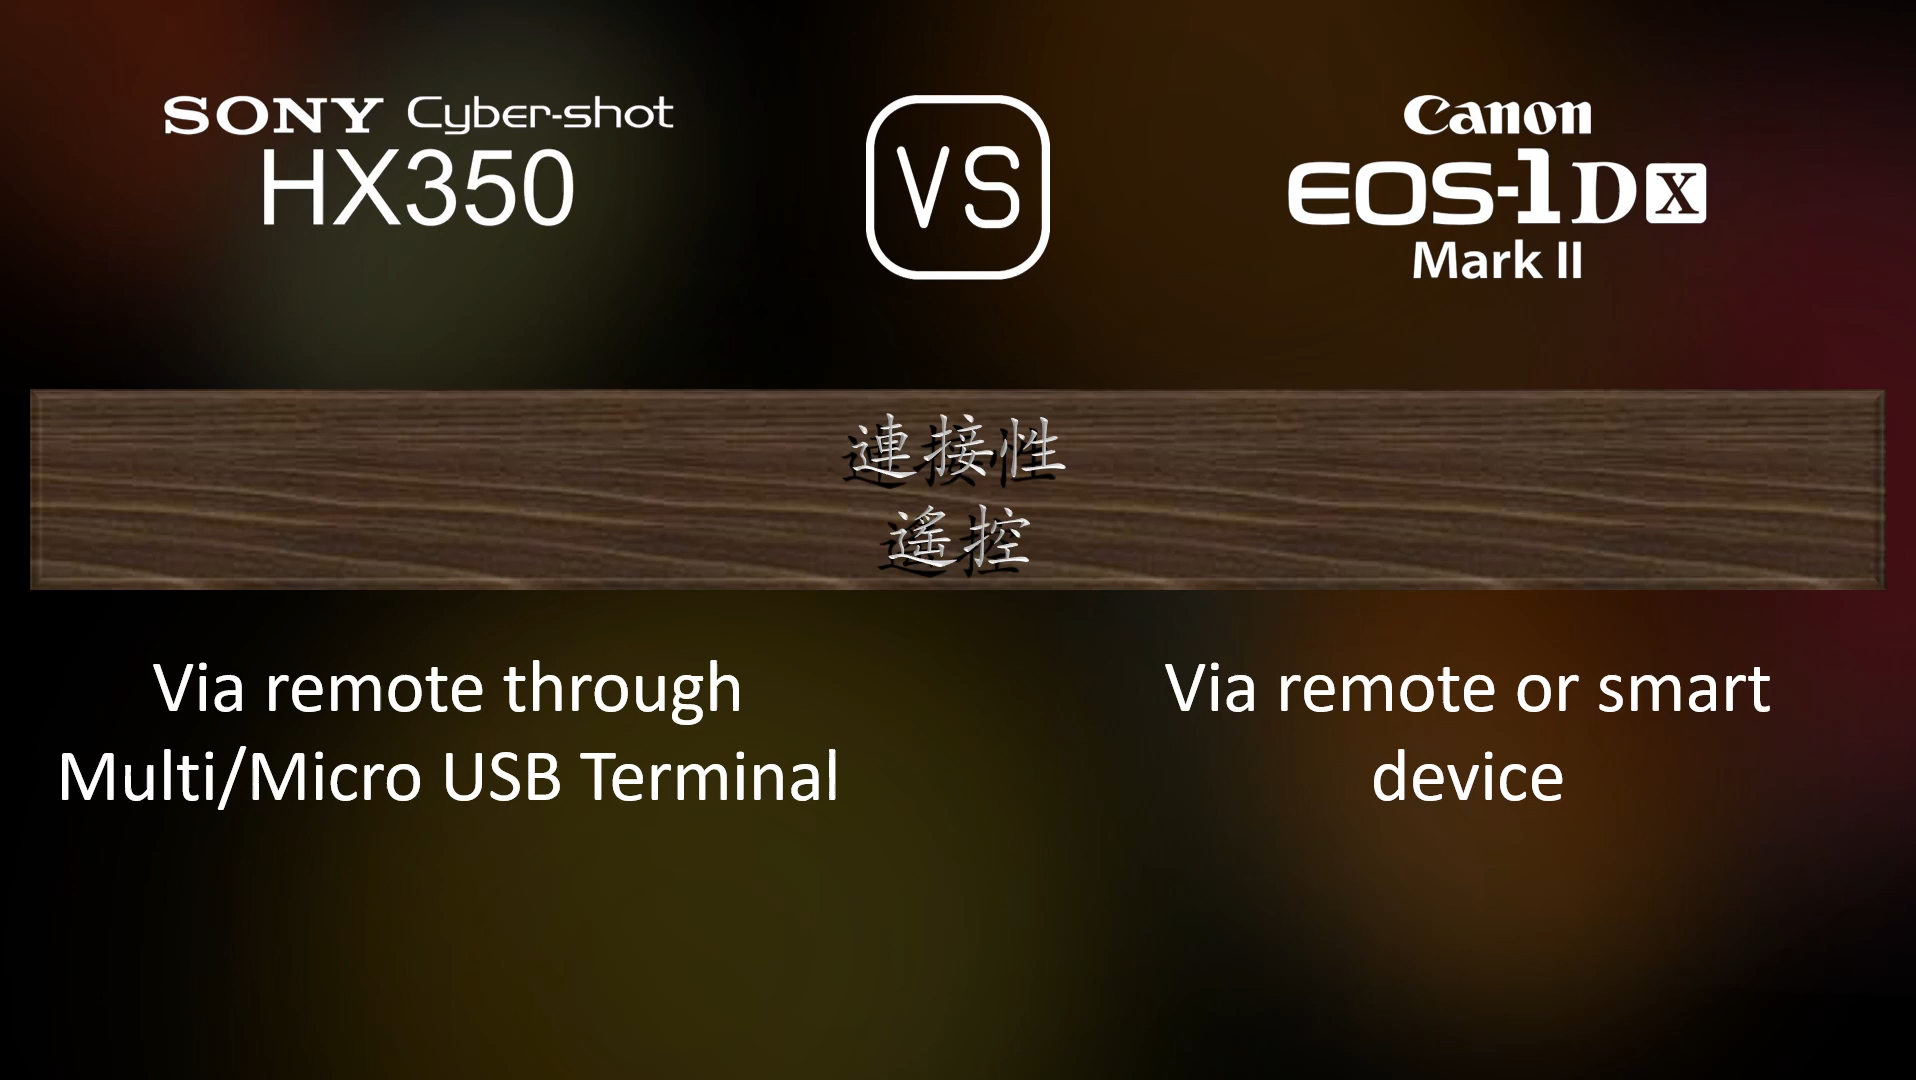 SONY Cyber-shot
HX350
VS
Canon
EOS-1DX
Mark II
連接性
遙控
Via remote through
Multi/Micro USB Terminal
Via remote or smart
device